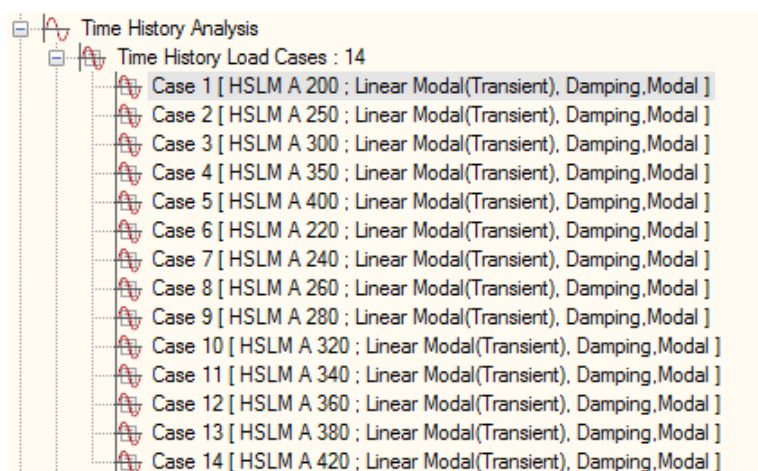 Time History Analysis
Time History Load Cases : 14
Case 1 [ HSLM A 200 ; Linear Modal(Transient), Damping,Modal ]
Case 2 [ HSLM A 250 ; Linear Modal(Transient), Damping,Modal ]
Case 3 [ HSLM A 300 ; Linear Modal(Transient), Damping,Modal ]
Case 4 [ HSLM A 350 ; Linear Modal(Transient), Damping,Modal ]
Case 5 [ HSLM A 400 ; Linear Modal(Transient), Damping,Modal ]
Case 6 [ HSLM A 220 ; Linear Modal(Transient), Damping,Modal ]
Case 7 [ HSLM A 240 ; Linear Modal(Transient), Damping,Modal ]
Case 8 [ HSLM A 260 ; Linear Modal(Transient), Damping,Modal ]
Case 9 [ HSLM A 280 ; Linear Modal(Transient), Damping,Modal ]
Case 10 [ HSLM A 320 ; Linear Modal(Transient), Damping,Modal ]
Case 11 [ HSLM A 340 ; Linear Modal(Transient), Damping,Modal ]
Case 12 [ HSLM A 360 ; Linear Modal(Transient), Damping,Modal ]
Case 13 [ HSLM A 380 ; Linear Modal(Transient), Damping,Modal ]
Case 14 [ HSLM A 420 ; Linear Modal(Transient), Damping,Modal ]